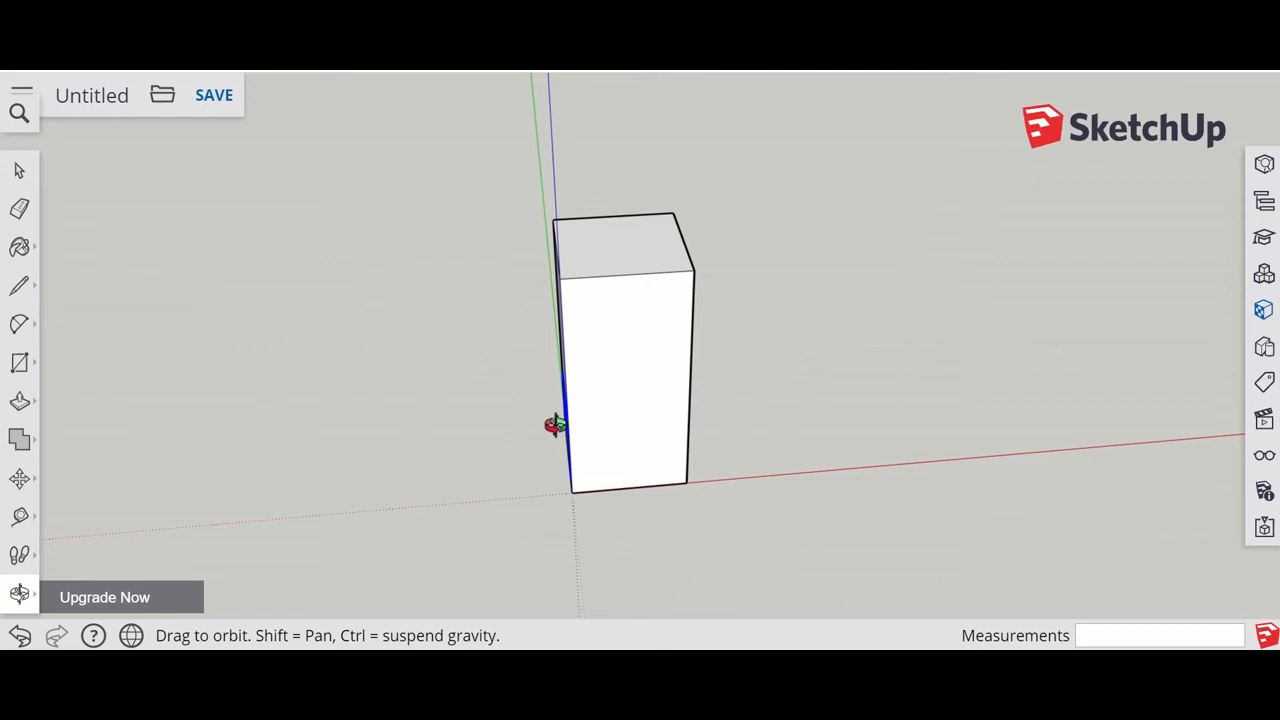 Untitled
SAVE
SketchUp
Upgrade Now
? Drag to orbit. Shift = Pan, Ctrl = suspend gravity.
Measurements